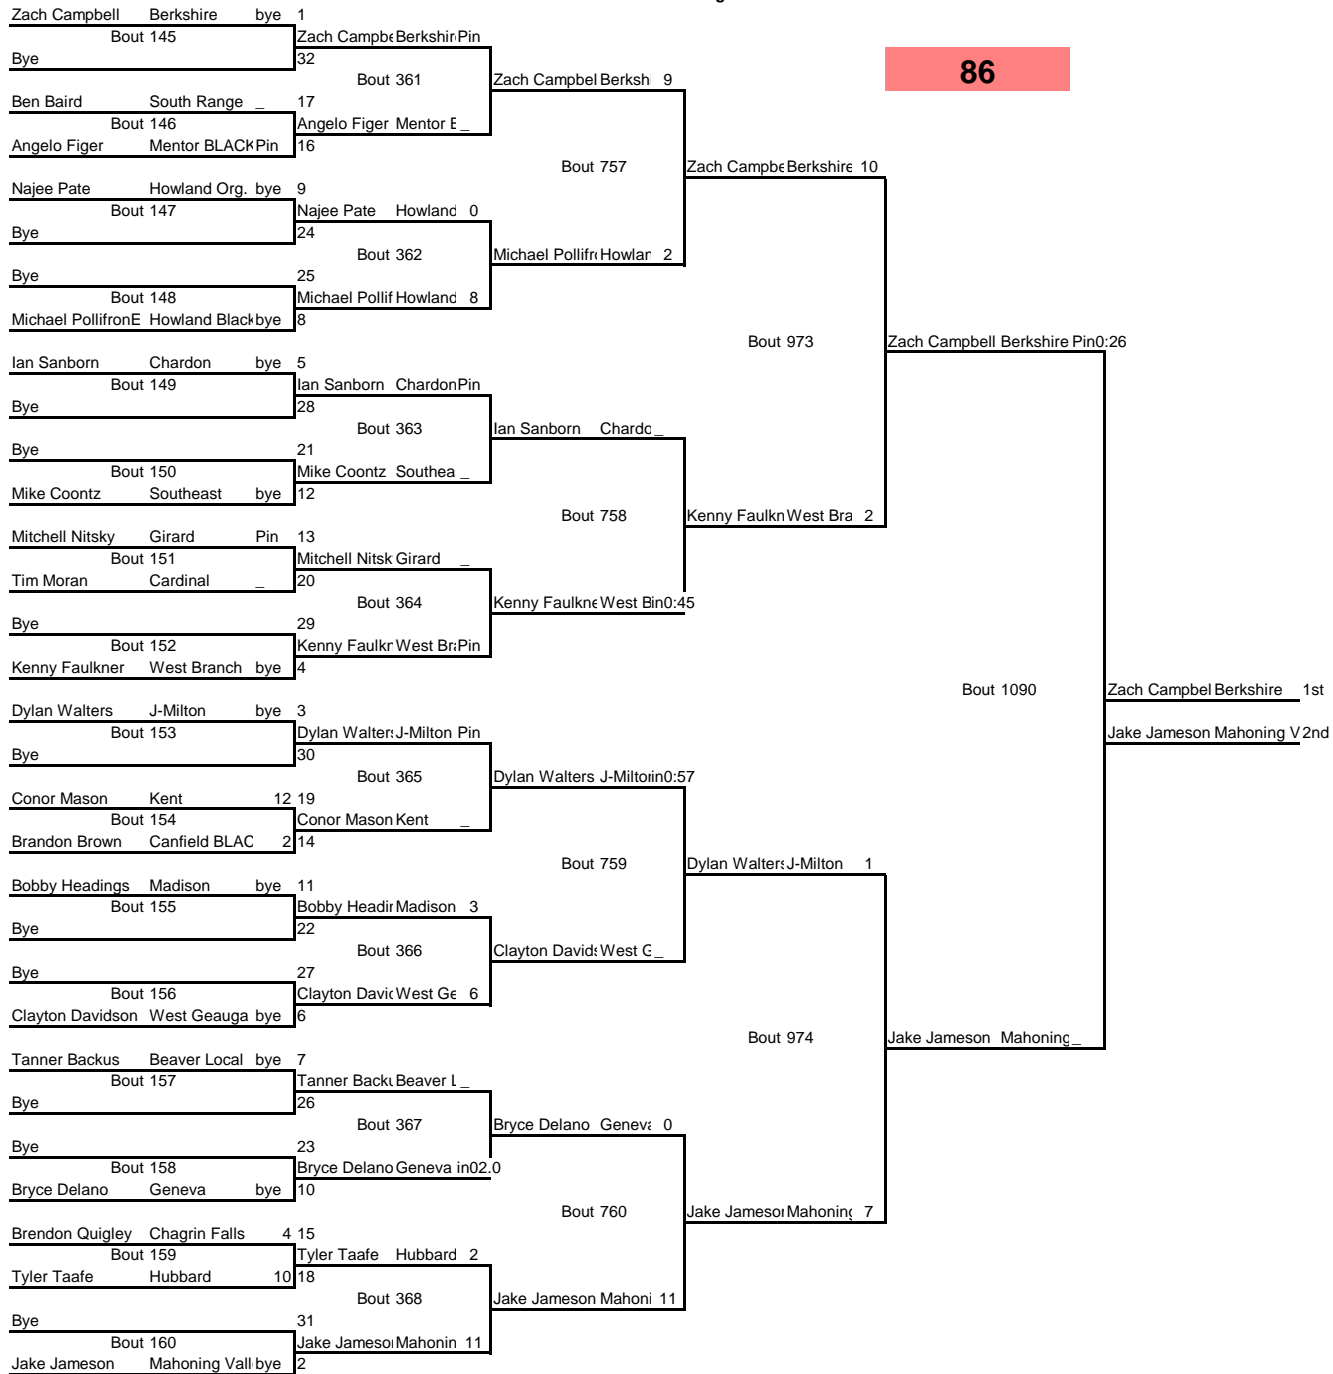 Zach Campbell Berkshire bye 1
Bout 145 Zach Campbe Berkshir Pin
Bye 32
86
Bout 361 Zach Campbel Berksh 9
Ben Baird South Range _ 17
Bout 146 Angelo Figer Mentor E _
Angelo Figer Mentor BLACK Pin 16
Bout 757 Zach Campbe Berkshire 10
Najee Pate Howland Org. bye 9
Bout 147 Najee Pate Howland 0
Bye 24
Bout 362 Michael Pollifr Howlar 2
Bye 25
Bout 148 Michael Pollif Howland 8
Michael PollifronE Howland Black bye 8
Bout 973 Zach Campbell Berkshire Pin0:26
Ian Sanborn Chardon bye 5
Bout 149 Ian Sanborn Chardon Pin
Bye 28
Bout 363 Ian Sanborn Chardc _
Bye 21
Bout 150 Mike Coontz Southea _
Mike Coontz Southeast bye 12
Bout 758 Kenny Faulkn West Bra 2
Mitchell Nitsky Girard Pin 13
Bout 151 Mitchell Nitsk Girard _
Tim Moran Cardinal _ 20
Bout 364 Kenny Faulkne West B in0:45
Bye 29
Bout 152 Kenny Faulkr West Br Pin
Kenny Faulkner West Branch bye 4
Bout 1090 Zach Campbel Berkshire 1st
Dylan Walters J-Milton bye 3
Bout 153 Dylan Walters J-Milton Pin
Jake Jameson Mahoning V 2nd
Bye 30
Bout 365 Dylan Walters J-Milton in0:57
Conor Mason Kent 12 19
Bout 154 Conor Mason Kent _
Brandon Brown Canfield BLAC 2 14
Bout 759 Dylan Walters J-Milton 1
Bobby Headings Madison bye 11
Bout 155 Bobby Headir Madison 3
Bye 22
Bout 366 Clayton Davids West G _
Bye 27
Bout 156 Clayton Davic West Ge 6
Clayton Davidson West Geauga bye 6
Bout 974 Jake Jameson Mahoning _
Tanner Backus Beaver Local bye 7
Bout 157 Tanner Backu Beaver L _
Bye 26
Bout 367 Bryce Delano Geneva 0
Bye 23
Bout 158 Bryce Delano Geneva in02.0
Bryce Delano Geneva bye 10
Bout 760 Jake Jameson Mahoning 7
Brendon Quigley Chagrin Falls 4 15
Bout 159 Tyler Taafe Hubbard 2
Tyler Taafe Hubbard 10 18
Bout 368 Jake Jameson Mahoni 11
Bye 31
Bout 160 Jake Jameson Mahonin 11
Jake Jameson Mahoning Vall bye 2